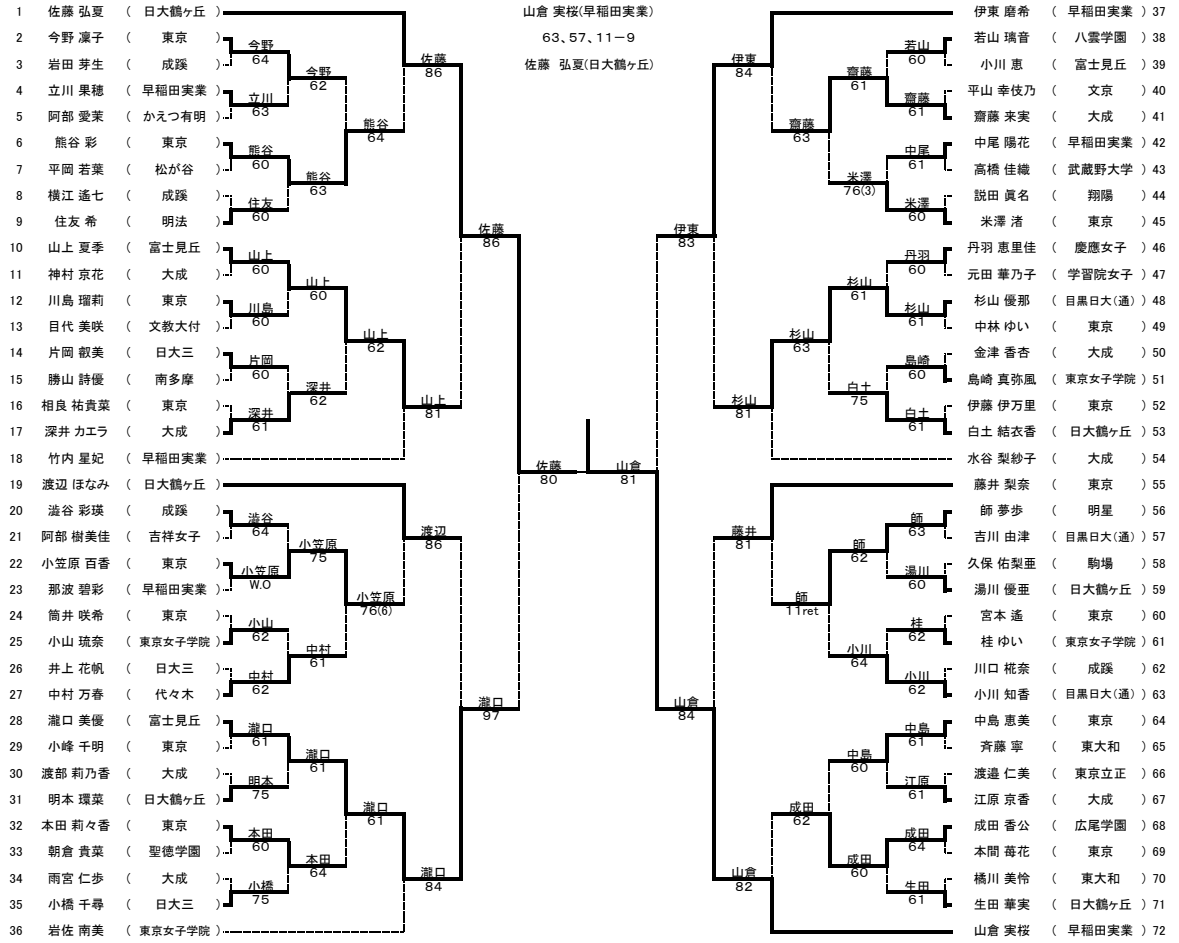 山倉 実桜(早稲田実業)
63、57、11－9
佐藤 弘夏(日大鶴ヶ丘)
1 佐藤 弘夏 ( 日大鶴ヶ丘 )
2 今野 凜子 ( 東京 )
3 岩田 芽生 ( 成蹊 )
4 立川 果穂 ( 早稲田実業 )
5 阿部 愛茉 ( かえつ有明 )
6 熊谷 彩 ( 東京 )
7 平岡 若葉 ( 松が谷 )
8 横江 遙七 ( 成蹊 )
9 住友 希 ( 明法 )
10 山上 夏季 ( 富士見丘 )
11 神村 京花 ( 大成 )
12 川島 瑠莉 ( 東京 )
13 目代 美咲 ( 文教大付 )
14 片岡 叡美 ( 日大三 )
15 勝山 詩優 ( 南多摩 )
16 相良 祐貴菜 ( 東京 )
17 深井 カエラ ( 大成 )
18 竹内 星妃 ( 早稲田実業 )
19 渡辺 ほなみ ( 日大鶴ヶ丘 )
20 澁谷 彩瑛 ( 成蹊 )
21 阿部 樹美佳 ( 吉祥女子 )
22 小笠原 百香 ( 東京 )
23 那波 碧彩 ( 早稲田実業 )
24 筒井 咲希 ( 東京 )
25 小山 琉奈 ( 東京女子学院 )
26 井上 花帆 ( 日大三 )
27 中村 万春 ( 代々木 )
28 瀧口 美優 ( 富士見丘 )
29 小峰 千明 ( 東京 )
30 渡部 莉乃香 ( 大成 )
31 明本 環菜 ( 日大鶴ヶ丘 )
32 本田 莉々香 ( 東京 )
33 朝倉 貴菜 ( 聖徳学園 )
34 雨宮 仁歩 ( 大成 )
35 小橋 千尋 ( 日大三 )
36 岩佐 南美 ( 東京女子学院 )
今野
64
立川
63
熊谷
60
住友
60
山上
60
川島
60
片岡
60
深井
61
澁谷
64
小笠原
W.O
小山
62
中村
62
瀧口
61
明本
75
本田
60
小橋
75
今野
62
熊谷
63
山上
60
深井
62
小笠原
75
中村
61
瀧口
61
本田
64
熊谷
64
山上
62
小笠原
76(6)
瀧口
61
佐藤
86
山上
81
渡辺
86
瀧口
84
佐藤
86
瀧口
97
佐藤
80
山倉
81
伊東
83
山倉
84
伊東
84
杉山
81
藤井
81
山倉
82
齋藤
63
杉山
63
師
11ret
成田
62
齋藤
61
米澤
76(3)
杉山
61
白土
75
師
62
小川
64
中島
60
成田
60
若山
60
齋藤
61
中尾
61
米澤
60
丹羽
60
杉山
61
島崎
60
白土
61
師
63
湯川
60
桂
62
小川
62
中島
61
江原
61
成田
64
生田
61
伊東 磨希 ( 早稲田実業 ) 37
若山 璃音 ( 八雲学園 ) 38
小川 恵 ( 富士見丘 ) 39
平山 幸伎乃 ( 文京 ) 40
齋藤 来実 ( 大成 ) 41
中尾 陽花 ( 早稲田実業 ) 42
高橋 佳織 ( 武蔵野大学 ) 43
説田 眞名 ( 翔陽 ) 44
米澤 渚 ( 東京 ) 45
丹羽 恵里佳 ( 慶應女子 ) 46
元田 華乃子 ( 学習院女子 ) 47
杉山 優那 ( 目黒日大(通) ) 48
中林 ゆい ( 東京 ) 49
金津 香杏 ( 大成 ) 50
島崎 真弥風 ( 東京女子学院 ) 51
伊藤 伊万里 ( 東京 ) 52
白土 結衣香 ( 日大鶴ヶ丘 ) 53
水谷 梨紗子 ( 大成 ) 54
藤井 梨奈 ( 東京 ) 55
師 夢歩 ( 明星 ) 56
吉川 由津 ( 目黒日大(通) ) 57
久保 佑梨亜 ( 駒場 ) 58
湯川 優亜 ( 日大鶴ヶ丘 ) 59
宮本 遙 ( 東京 ) 60
桂 ゆい ( 東京女子学院 ) 61
川口 椛奈 ( 成蹊 ) 62
小川 知香 ( 目黒日大(通) ) 63
中島 恵美 ( 東京 ) 64
斉藤 寧 ( 東大和 ) 65
渡邉 仁美 ( 東京立正 ) 66
江原 京香 ( 大成 ) 67
成田 香公 ( 広尾学園 ) 68
本間 苺花 ( 東京 ) 69
橘川 美怜 ( 東大和 ) 70
生田 華実 ( 日大鶴ヶ丘 ) 71
山倉 実桜 ( 早稲田実業 ) 72